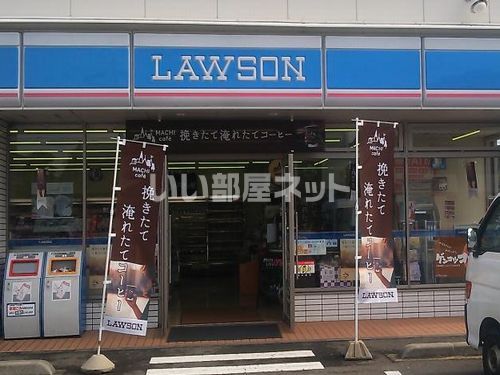 LAWSON
MACHI
café
挽きたて淹れたてコーヒー
いい部屋ネット
MACHI
café
挽きたて
淹れたてコーヒー
LAWSON
MACHI
café
挽きたて
淹れたてコーヒー
LAWSON